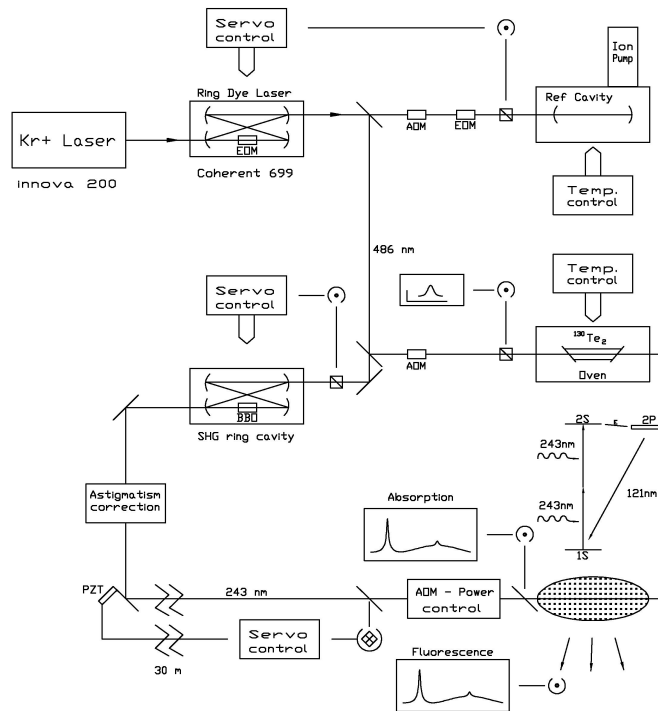 Servo
control
Ion
Pump
Ring Dye Laser
Ref Cavity
Kr+ Laser
EOM
AOM
EOM
Innova 200
Coherent 699
Temp.
control
486 nm
Servo
control
Temp.
control
130Te2
AOM
Oven
BBO
SHG ring cavity
2S
E
2P
243nm
121nm
Astigmatism
correction
Absorption
243nm
1S
PZT
243 nm
AOM - Power
control
Servo
control
30 m
Fluorescence